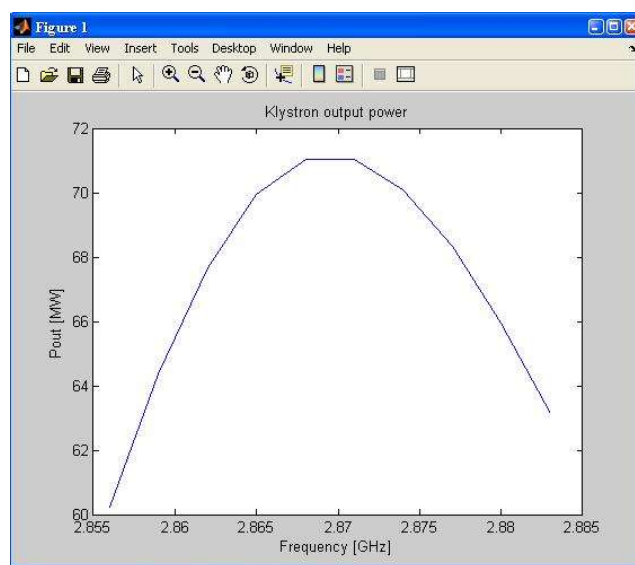 Figure 1
File Edit View Insert Tools Desktop Window Help
Klystron output power
72
70
68
66
64
62
60
Pout [MW]
2.855 2.86 2.865 2.87 2.875 2.88 2.885
Frequency [GHz]